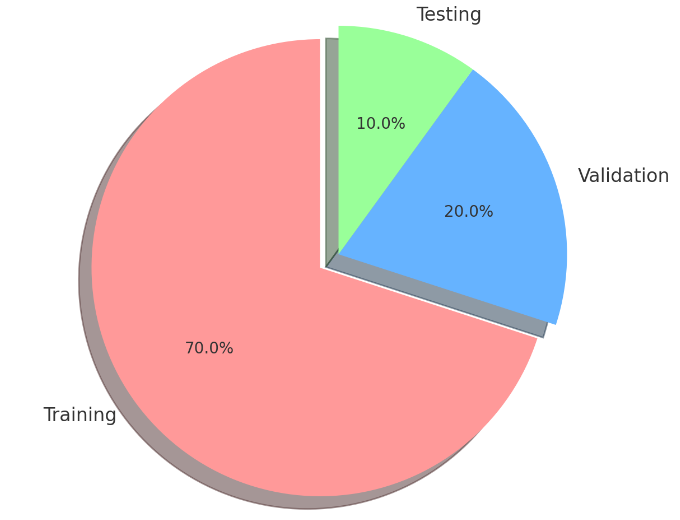 Testing
10.0%
Validation
20.0%
70.0%
Training